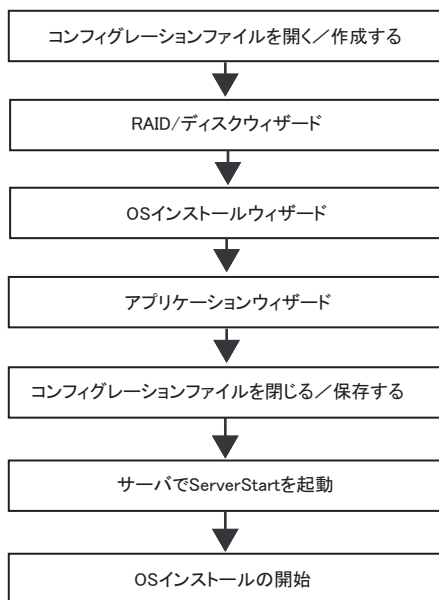 コンフィグレーションファイルを開く／作成する
RAID/ディスクウィザード
OSインストールウィザード
アプリケーションウィザード
コンフィグレーションファイルを閉じる／保存する
サーバでServerStartを起動
OSインストールの開始